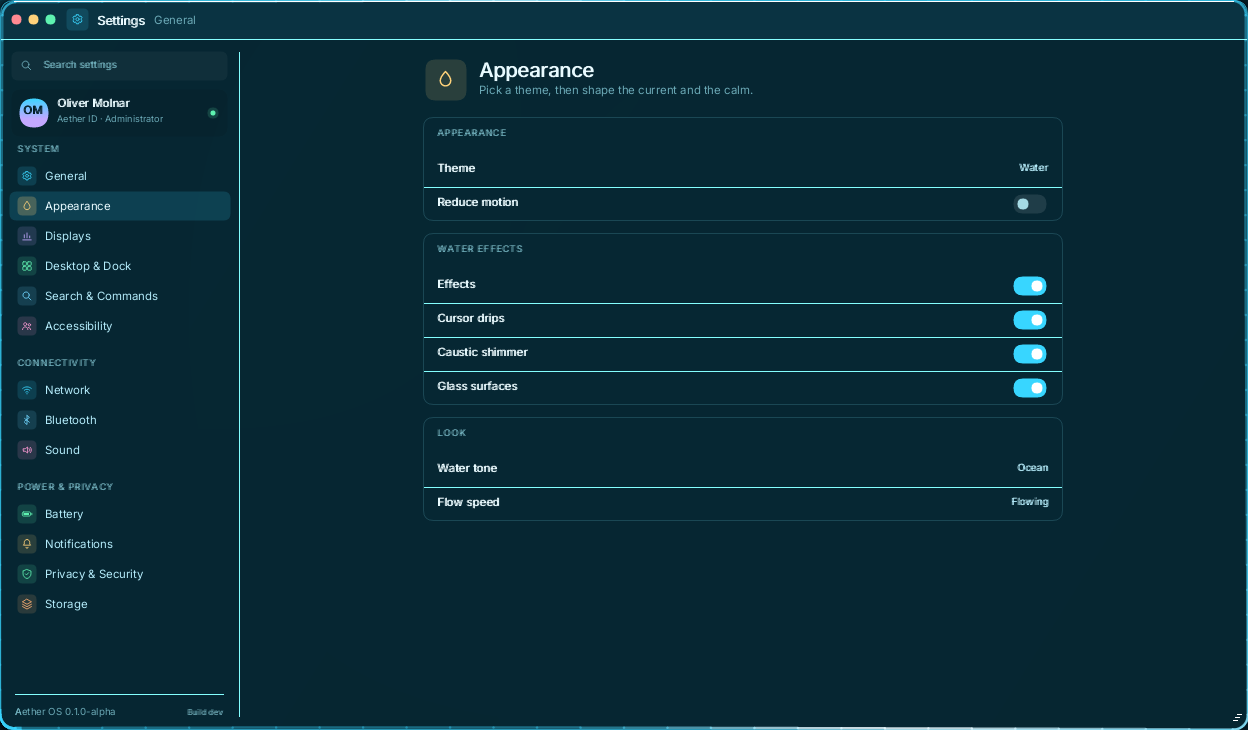 Settings General
Search settings
OM
Oliver Molnar
Aether ID · Administrator
SYSTEM
General
Appearance
Displays
Desktop & Dock
Search & Commands
Accessibility
CONNECTIVITY
Network
Bluetooth
Sound
POWER & PRIVACY
Battery
Notifications
Privacy & Security
Storage
Aether OS 0.1.0-alpha
Build dev
Appearance
Pick a theme, then shape the current and the calm.
APPEARANCE
Theme Water
Reduce motion
WATER EFFECTS
Effects
Cursor drips
Caustic shimmer
Glass surfaces
LOOK
Water tone Ocean
Flow speed Flowing